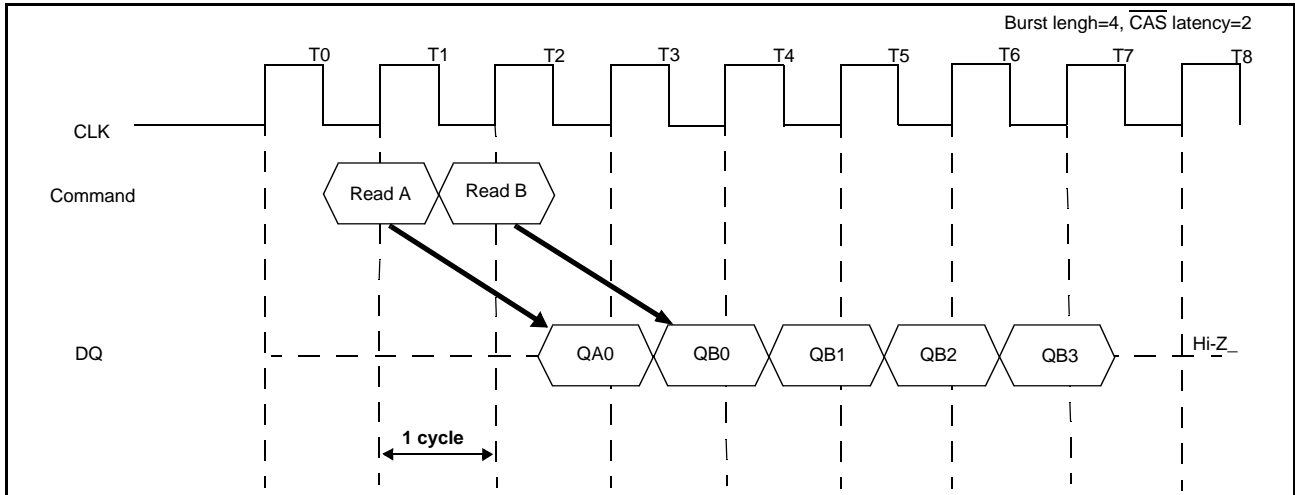 Burst lengh=4, CAS latency=2
T0 T1 T2 T3 T4 T5 T6 T7 T8
CLK
Command Read A Read B
DQ QA0 QB0 QB1 QB2 QB3 Hi-Z_
1 cycle